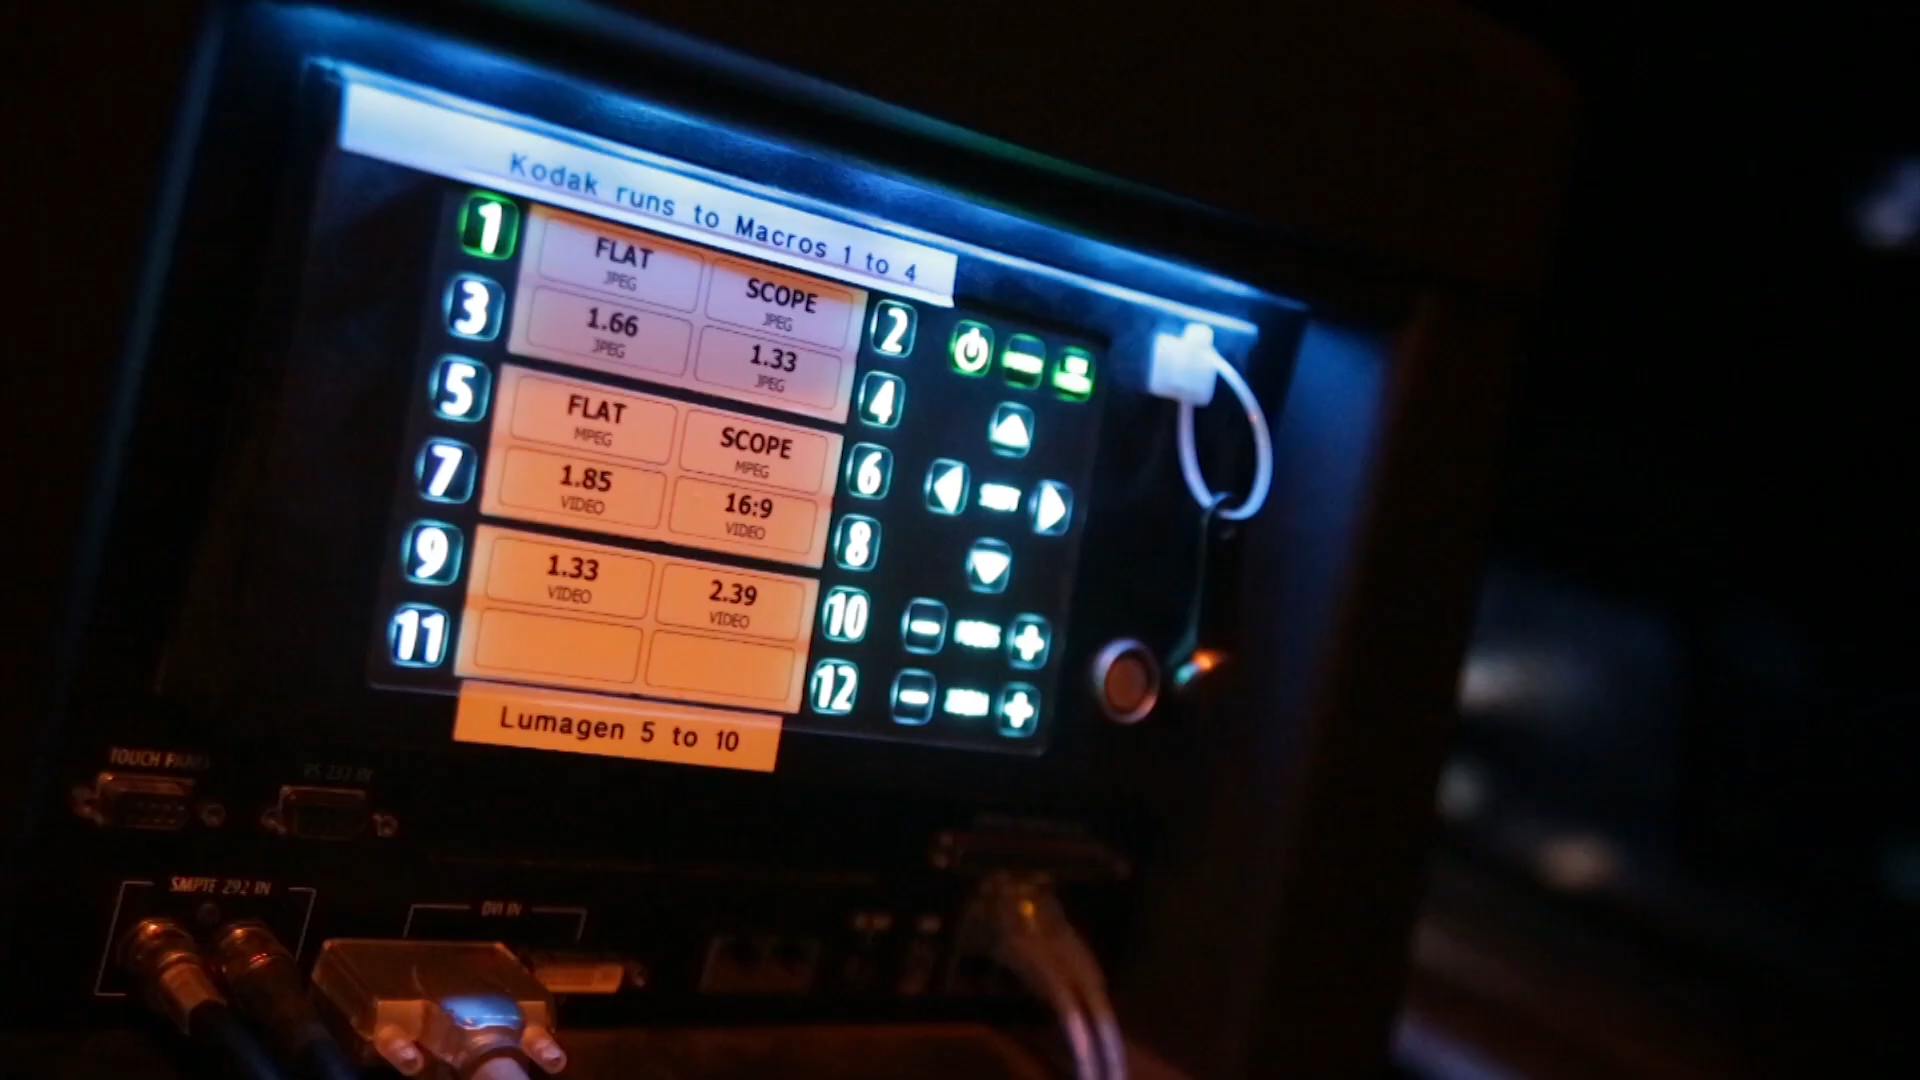 Kodak runs to Macros 1 to 4
1 FLAT SCOPE 2
JPEG JPEG
3 1.66 1.33 4
JPEG JPEG
5 FLAT SCOPE 6
MPEG MPEG
7 1.85 16:9 8
VIDEO VIDEO
9 1.33 2.39 10
VIDEO VIDEO
11 12
Lumagen 5 to 10
TOUCH PANEL
RS 232 IN
SMPTE 292 IN
DVI IN